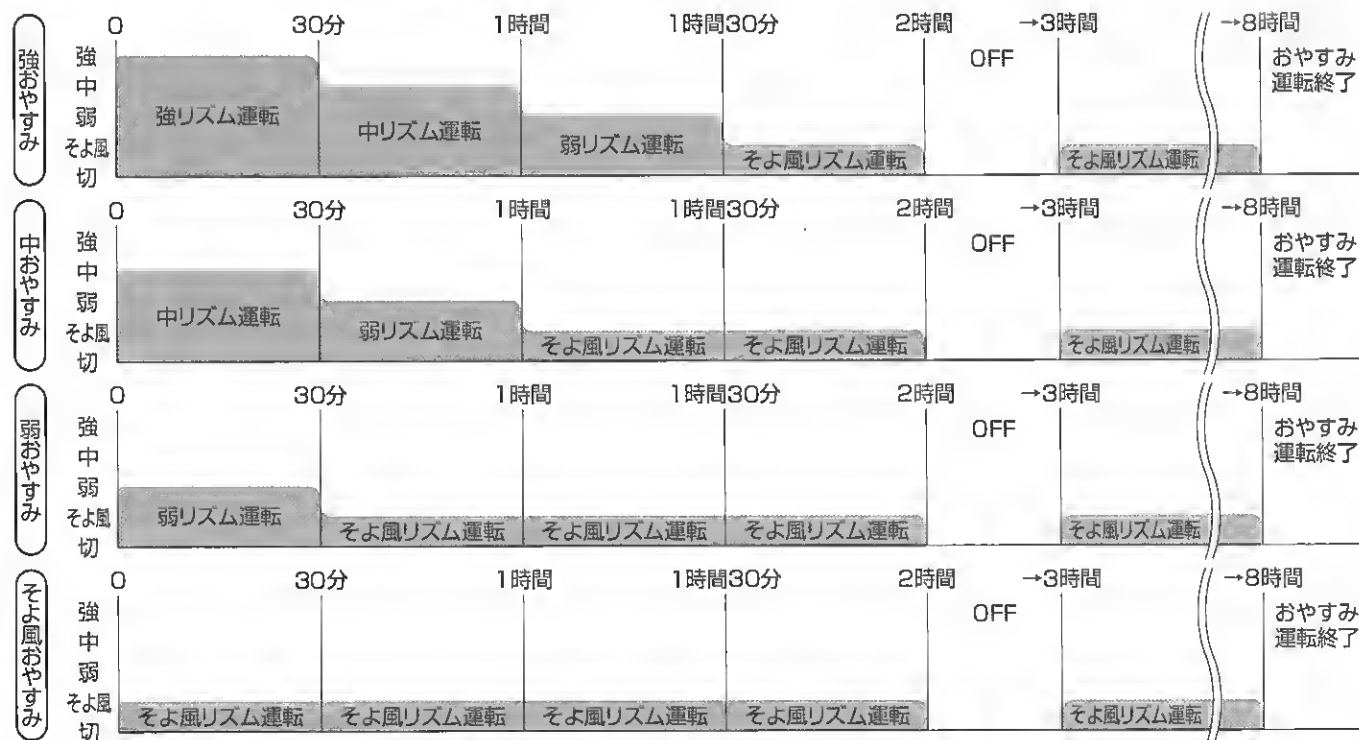 強おやすみ
0 30分 1時間 1時間30分 2時間 →3時間 →8時間
強
中
弱
そよ風
切
強リズム運転
中リズム運転
弱リズム運転
そよ風リズム運転
OFF
そよ風リズム運転
おやすみ
運転終了
中おやすみ
0 30分 1時間 1時間30分 2時間 →3時間 →8時間
強
中
弱
そよ風
切
中リズム運転
弱リズム運転
そよ風リズム運転
そよ風リズム運転
OFF
そよ風リズム運転
おやすみ
運転終了
弱おやすみ
0 30分 1時間 1時間30分 2時間 →3時間 →8時間
強
中
弱
そよ風
切
弱リズム運転
そよ風リズム運転
そよ風リズム運転
そよ風リズム運転
OFF
そよ風リズム運転
おやすみ
運転終了
そよ風おやすみ
0 30分 1時間 1時間30分 2時間 →3時間 →8時間
強
中
弱
そよ風
切
そよ風リズム運転
そよ風リズム運転
そよ風リズム運転
そよ風リズム運転
OFF
そよ風リズム運転
おやすみ
運転終了